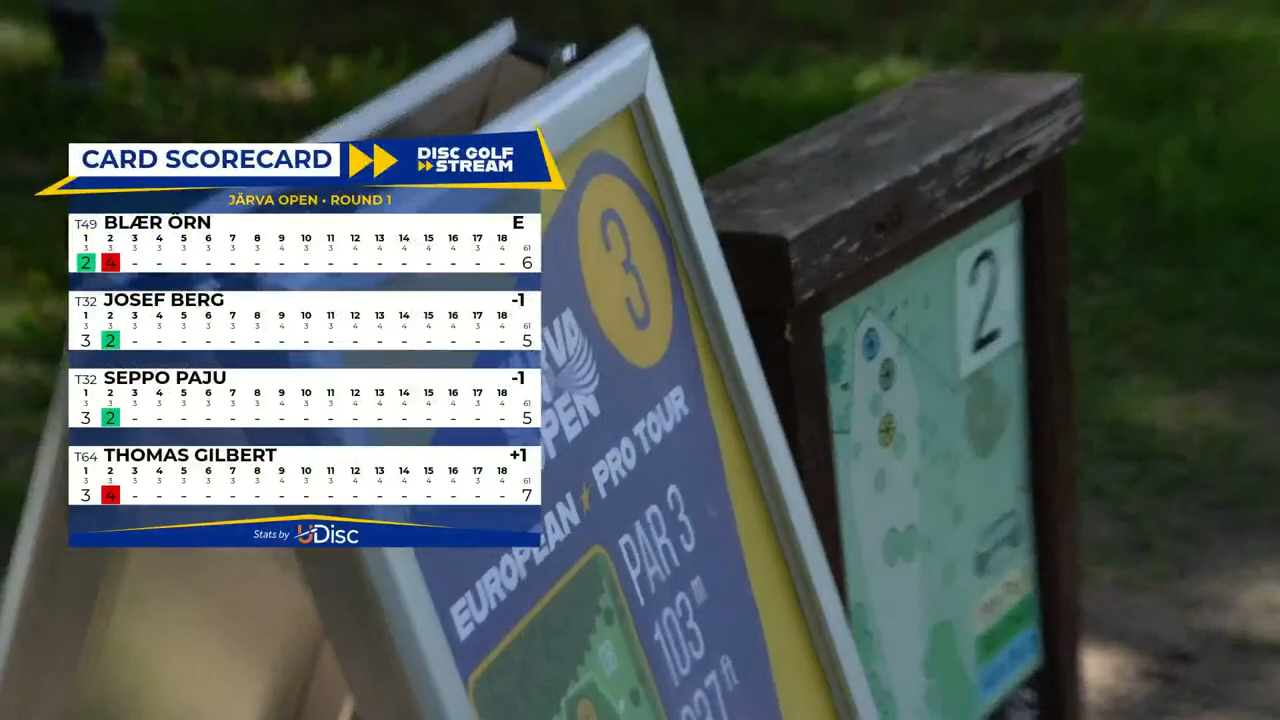 CARD SCORECARD
DISC GOLF
STREAM
JÄRVA OPEN • ROUND 1
T49 BLÆR ÖRN E
1 2 3 4 5 6 7 8 9 10 11 12 13 14 15 16 17 18
3 3 3 3 3 3 3 3 4 3 3 4 4 4 4 4 3 4 61
2 4 - - - - - - - - - - - - - - - - 6
T32 JOSEF BERG -1
1 2 3 4 5 6 7 8 9 10 11 12 13 14 15 16 17 18
3 3 3 3 3 3 3 3 4 3 3 4 4 4 4 4 3 4 61
3 2 - - - - - - - - - - - - - - - - 5
T32 SEPPO PAJU -1
1 2 3 4 5 6 7 8 9 10 11 12 13 14 15 16 17 18
3 3 3 3 3 3 3 3 4 3 3 4 4 4 4 4 3 4 61
3 2 - - - - - - - - - - - - - - - - 5
T64 THOMAS GILBERT +1
1 2 3 4 5 6 7 8 9 10 11 12 13 14 15 16 17 18
3 3 3 3 3 3 3 3 4 3 3 4 4 4 4 4 3 4 61
3 4 - - - - - - - - - - - - - - - - 7
Stats by UDisc
3
OPEN
EUROPEAN PRO TOUR
PAR 3
103 m
ft
2